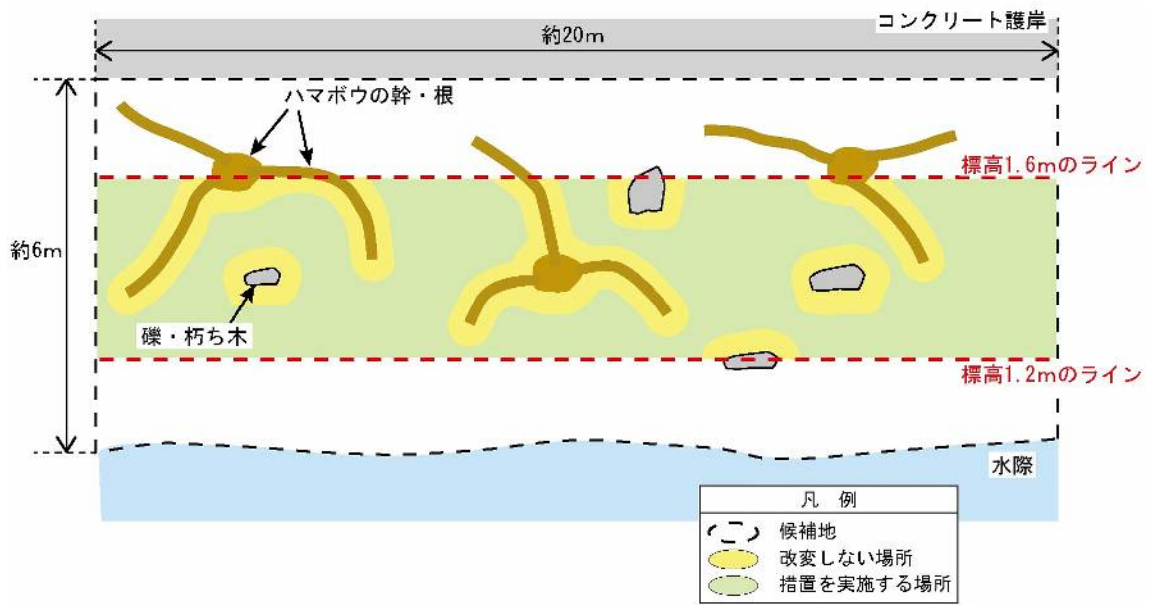 コンクリート護岸
約20m
ハマボウの幹・根
標高1.6mのライン
約6m
礫・朽ち木
標高1.2mのライン
水際
凡 例
候補地
改変しない場所
措置を実施する場所